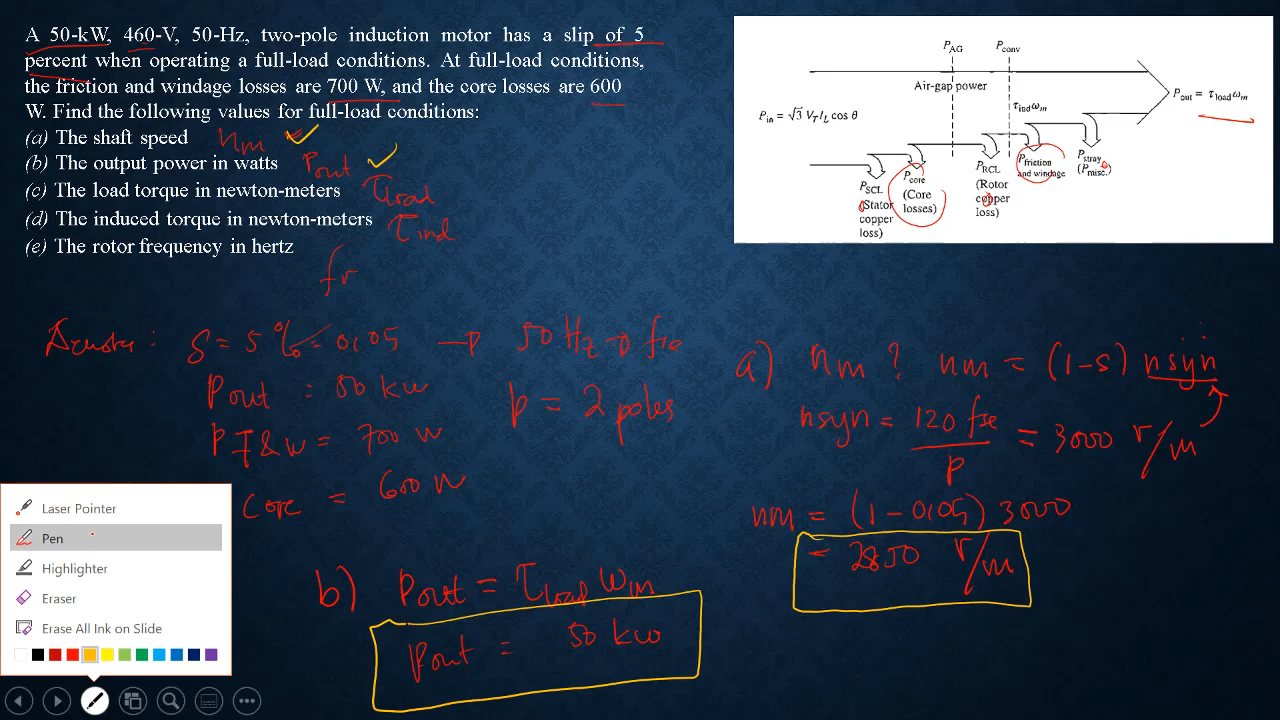 A 50-kW, 460-V, 50-Hz, two-pole induction motor has a slip of 5
percent when operating a full-load conditions. At full-load conditions,
the friction and windage losses are 700 W, and the core losses are 600
W. Find the following values for full-load conditions:
(a) The shaft speed nm
(b) The output power in watts Pout
(c) The load torque in newton-meters τload
(d) The induced torque in newton-meters τind
(e) The rotor frequency in hertz
fr
PAG Pconv
Air-gap power
τind ωm
Pout = τload ωm
Pin = √3 VT IL cos θ
PSCL
(Stator
copper
loss)
Pcore
(Core
losses)
PRCL
(Rotor
copper
loss)
Pfriction
and windage
Pstray
(Pmisc.)
S = 5% = 0.05 → 50 Hz → fse
Pout = 50 kW
P = 2 poles
P F&W = 700 W
Core = 600 W
a) nm ? nm = (1-s) nsyn
nsyn = 120 fse / P = 3000 r/m
nm = (1-0.05) 3000
= 2850 r/m
b) Pout = τload ωm
Pout = 50 kW
Laser Pointer
Pen
Highlighter
Eraser
Erase All Ink on Slide